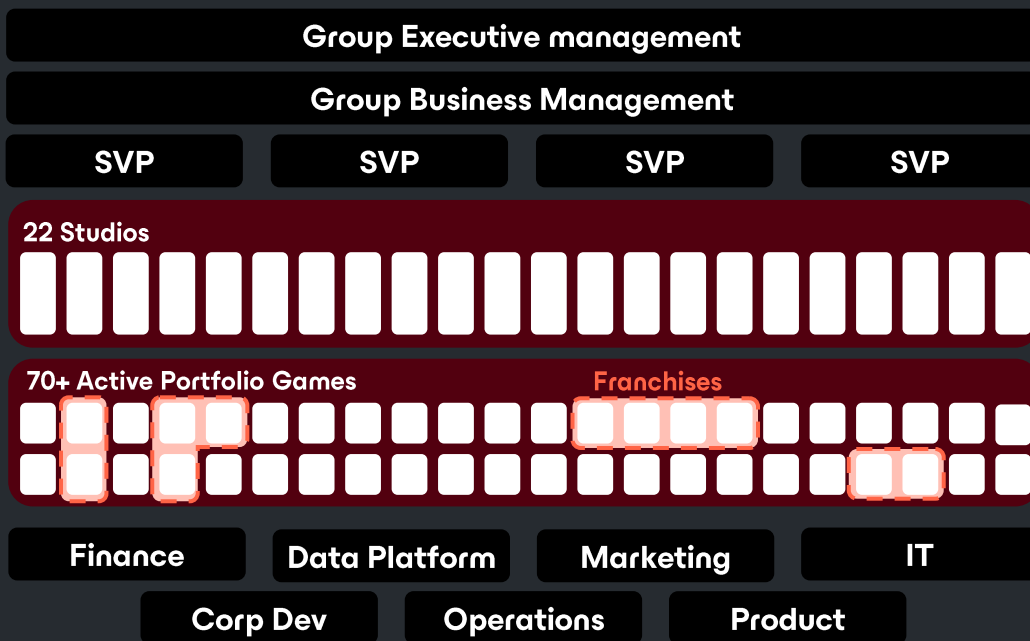 Group Executive management
Group Business Management
SVP SVP SVP SVP
22 Studios
70+ Active Portfolio Games Franchises
Finance Data Platform Marketing IT
Corp Dev Operations Product